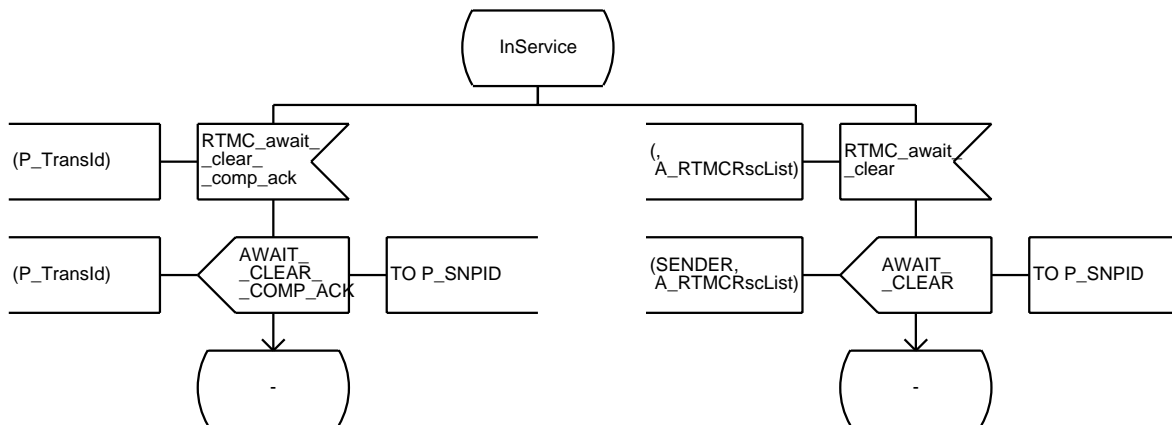 InService
(P_TransId)
RTMC_await_
_clear_
_comp_ack
(,
A_RTMCRscList)
RTMC_await_
_clear
(P_TransId)
AWAIT_
_CLEAR_
_COMP_ACK
TO P_SNPID
(SENDER,
A_RTMCRscList)
AWAIT_
_CLEAR
TO P_SNPID
-
-